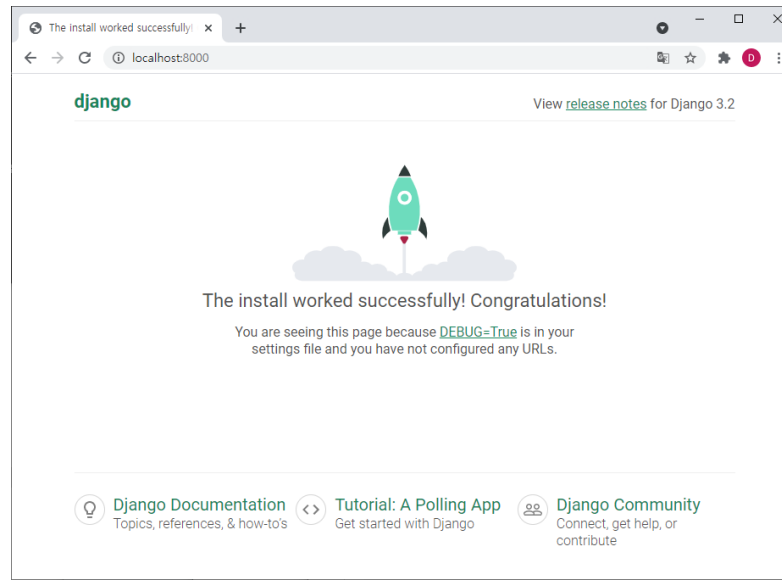 The install worked successfully!
localhost:8000
D
django
View release notes for Django 3.2
The install worked successfully! Congratulations!
You are seeing this page because DEBUG=True is in your
settings file and you have not configured any URLs.
Django Documentation
Topics, references, & how-to's
Tutorial: A Polling App
Get started with Django
Django Community
Connect, get help, or
contribute